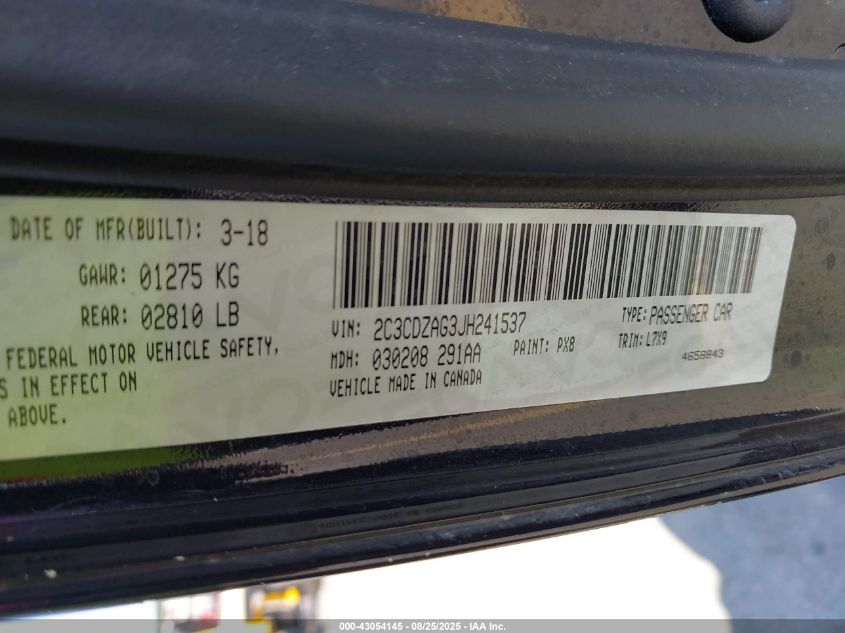 DATE OF MFR(BUILT): 3-18
GAWR: 01275 KG
REAR: 02810 LB
FEDERAL MOTOR VEHICLE SAFETY,
S IN EFFECT ON
ABOVE.
VIN: 2C3CDZAG3JH241537
TYPE: PASSENGER CAR
MDH: 030208 291AA
PAINT: PX8
TRIM: L7X9
VEHICLE MADE IN CANADA
4658843
000-43054145 - 08/25/2025 - IAA Inc.